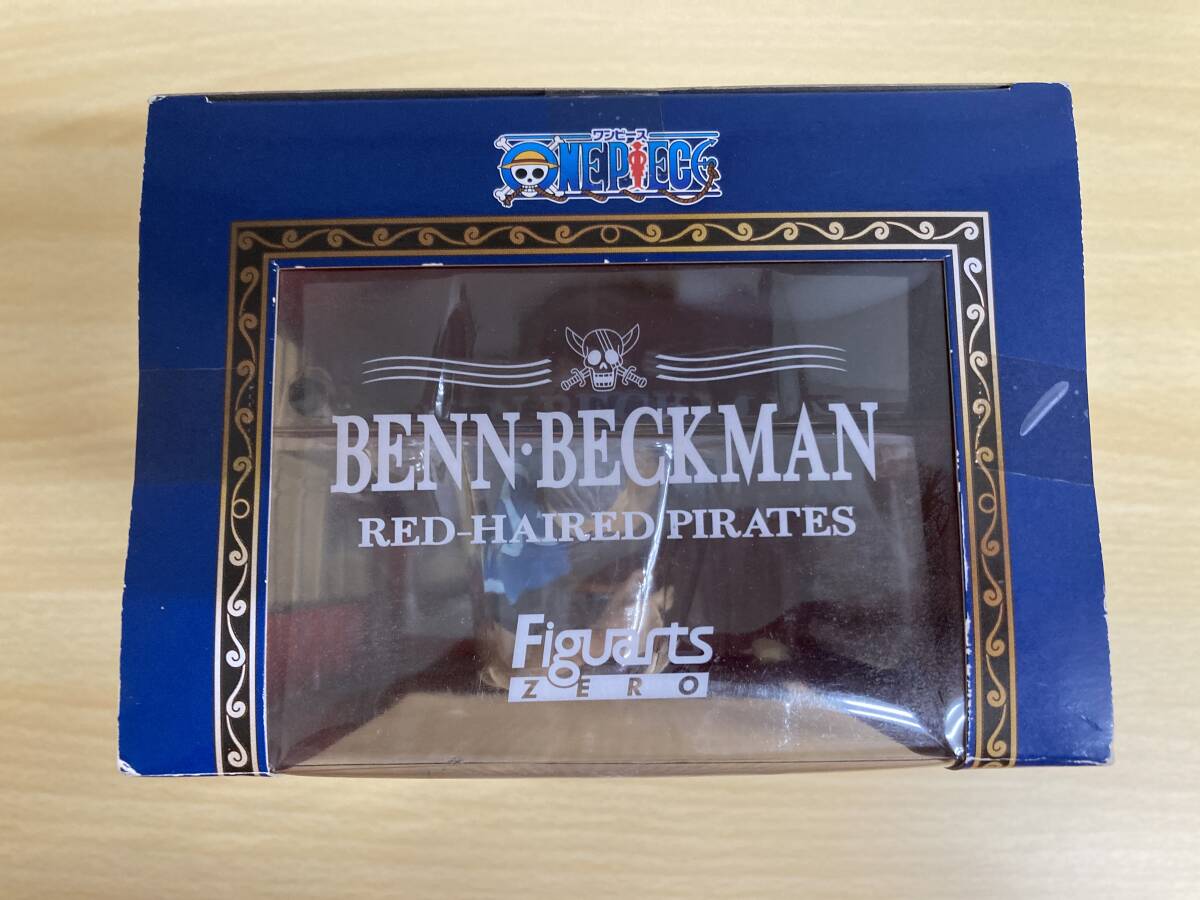 ワンピース
ONE PIECE
BENN·BECKMAN
RED-HAIRED PIRATES
Figuarts
ZERO